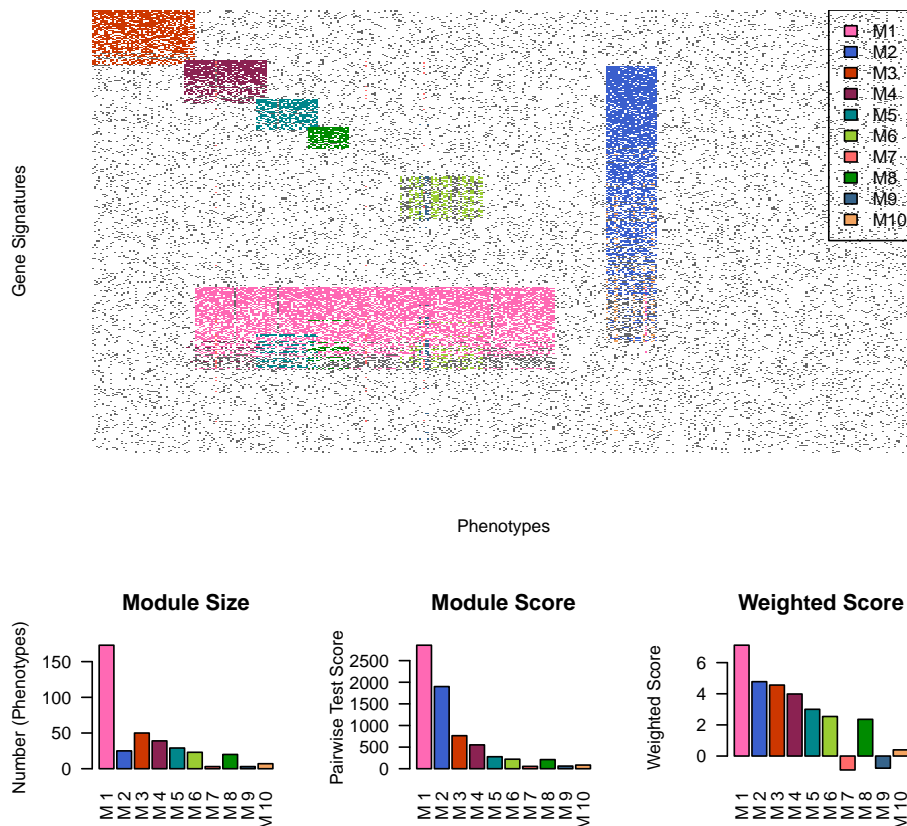 Gene Signatures
M1
M2
M3
M4
M5
M6
M7
M8
M9
M10
Phenotypes
Module Size
Number (Phenotypes)
150
100
50
0
M 1
M 2
M 3
M 4
M 5
M 6
M 7
M 8
M 9
M 10
Module Score
Pairwise Test Score
2500
2000
1500
1000
500
0
M 1
M 2
M 3
M 4
M 5
M 6
M 7
M 8
M 9
M 10
Weighted Score
Weighted Score
6
4
2
0
M 1
M 2
M 3
M 4
M 5
M 6
M 7
M 8
M 9
M 10